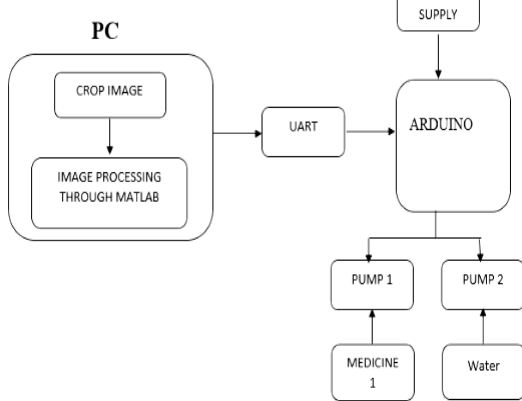 SUPPLY
PC
CROP IMAGE
UART
ARDUINO
IMAGE PROCESSING
THROUGH MATLAB
PUMP 1
PUMP 2
MEDICINE
1
Water